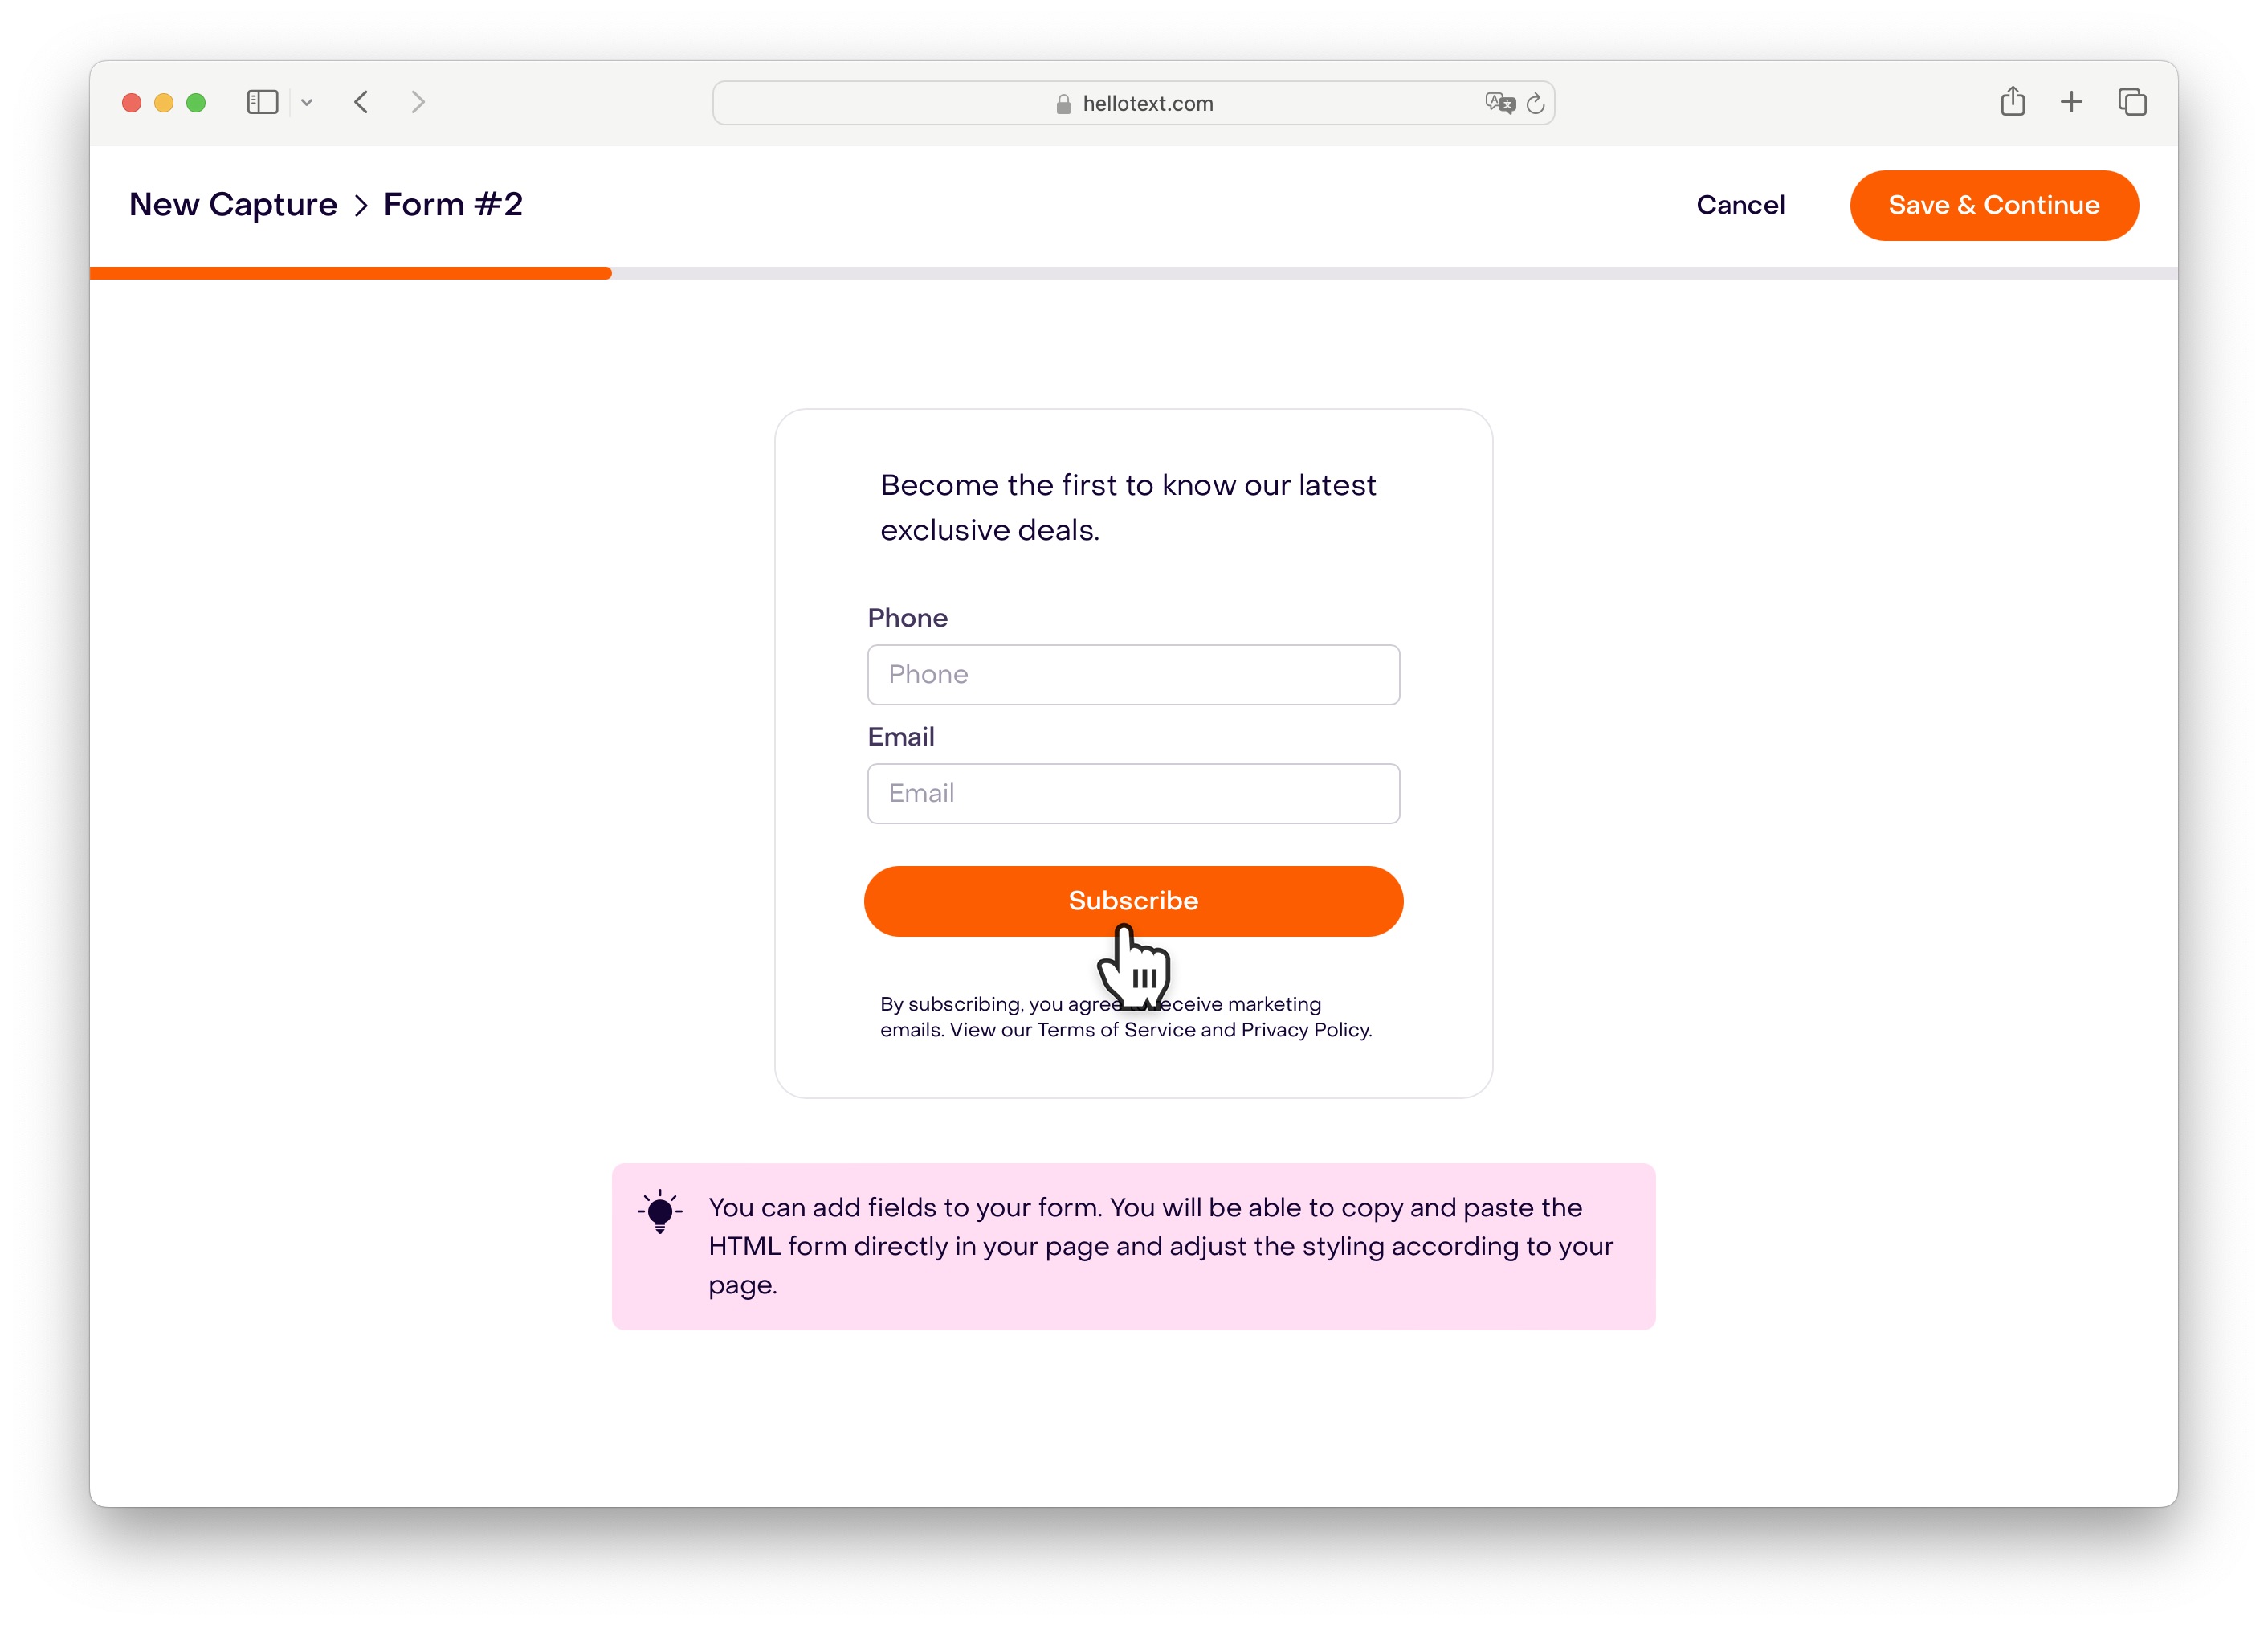 hellotext.com
New Capture > Form #2
Cancel
Save & Continue
Become the first to know our latest
exclusive deals.
Phone
Phone
Email
Email
Subscribe
By subscribing, you agree eceive marketing
emails. View our Terms of Service and Privacy Policy.
You can add fields to your form. You will be able to copy and paste the
HTML form directly in your page and adjust the styling according to your
page.